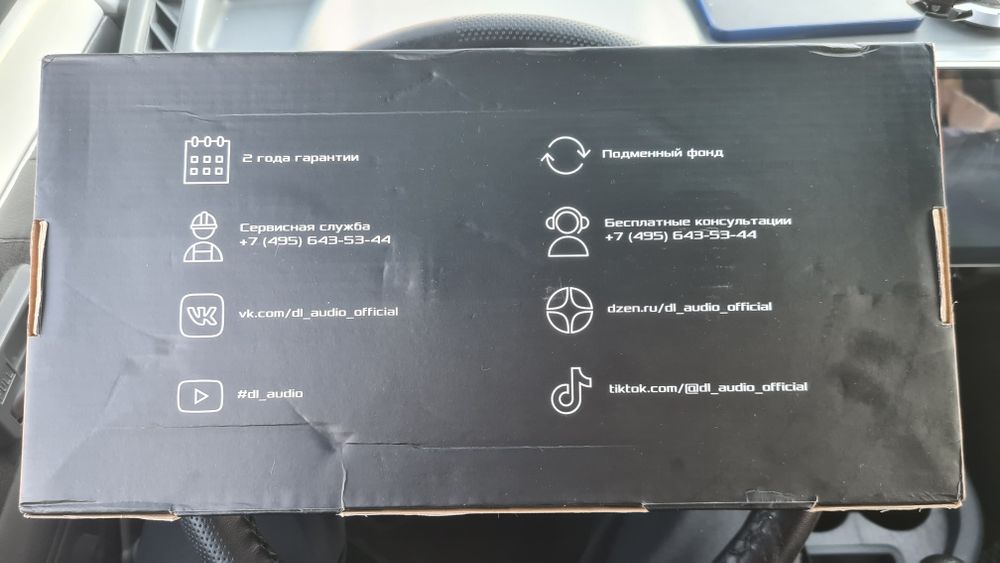 2 года гарантии
Подменный фонд
Сервисная служба
+7 (495) 643-53-44
Бесплатные консультации
+7 (495) 643-53-44
vk.com/dl_audio_official
dzen.ru/dl_audio_official
#dl_audio
tiktok.com/@dl_audio_official